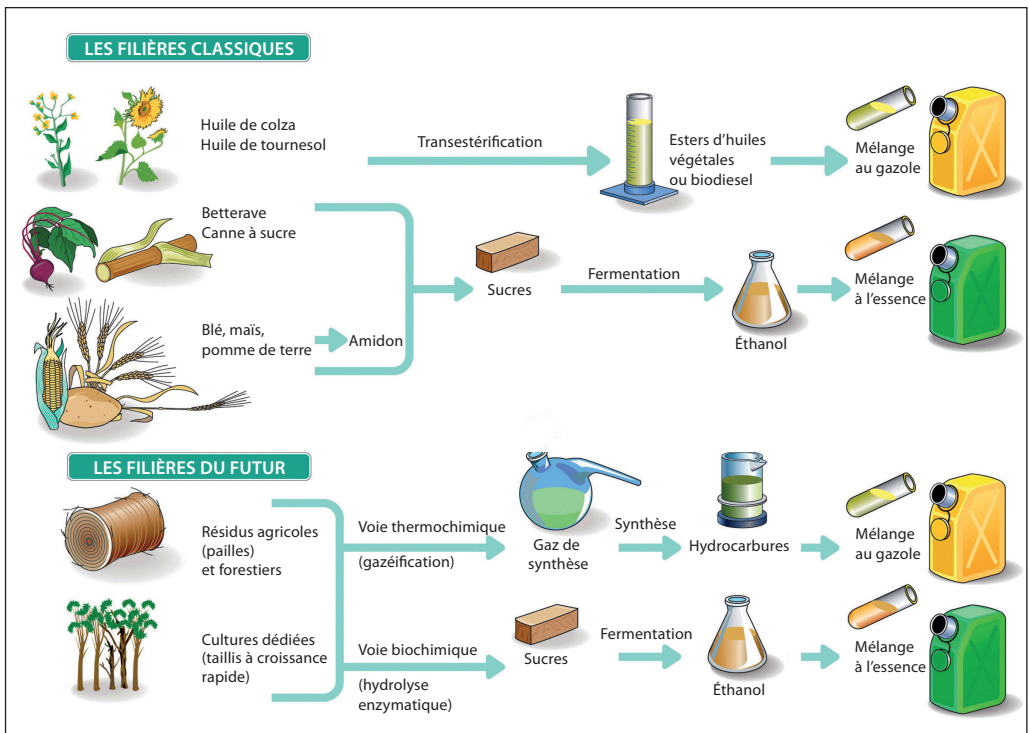 LES FILIÈRES CLASSIQUES
Huile de colza
Huile de tournesol
Transestérification
Esters d'huiles
végétales
ou biodiesel
Mélange
au gazole
Betterave
Canne à sucre
Sucres
Fermentation
Éthanol
Mélange
à l'essence
Blé, maïs,
pomme de terre
Amidon
LES FILIÈRES DU FUTUR
Résidus agricoles
(pailles)
et forestiers
Voie thermochimique
(gazéification)
Gaz de
synthèse
Synthèse
Hydrocarbures
Mélange
au gazole
Cultures dédiées
(taillis à croissance
rapide)
Voie biochimique
(hydrolyse
enzymatique)
Sucres
Fermentation
Éthanol
Mélange
à l'essence